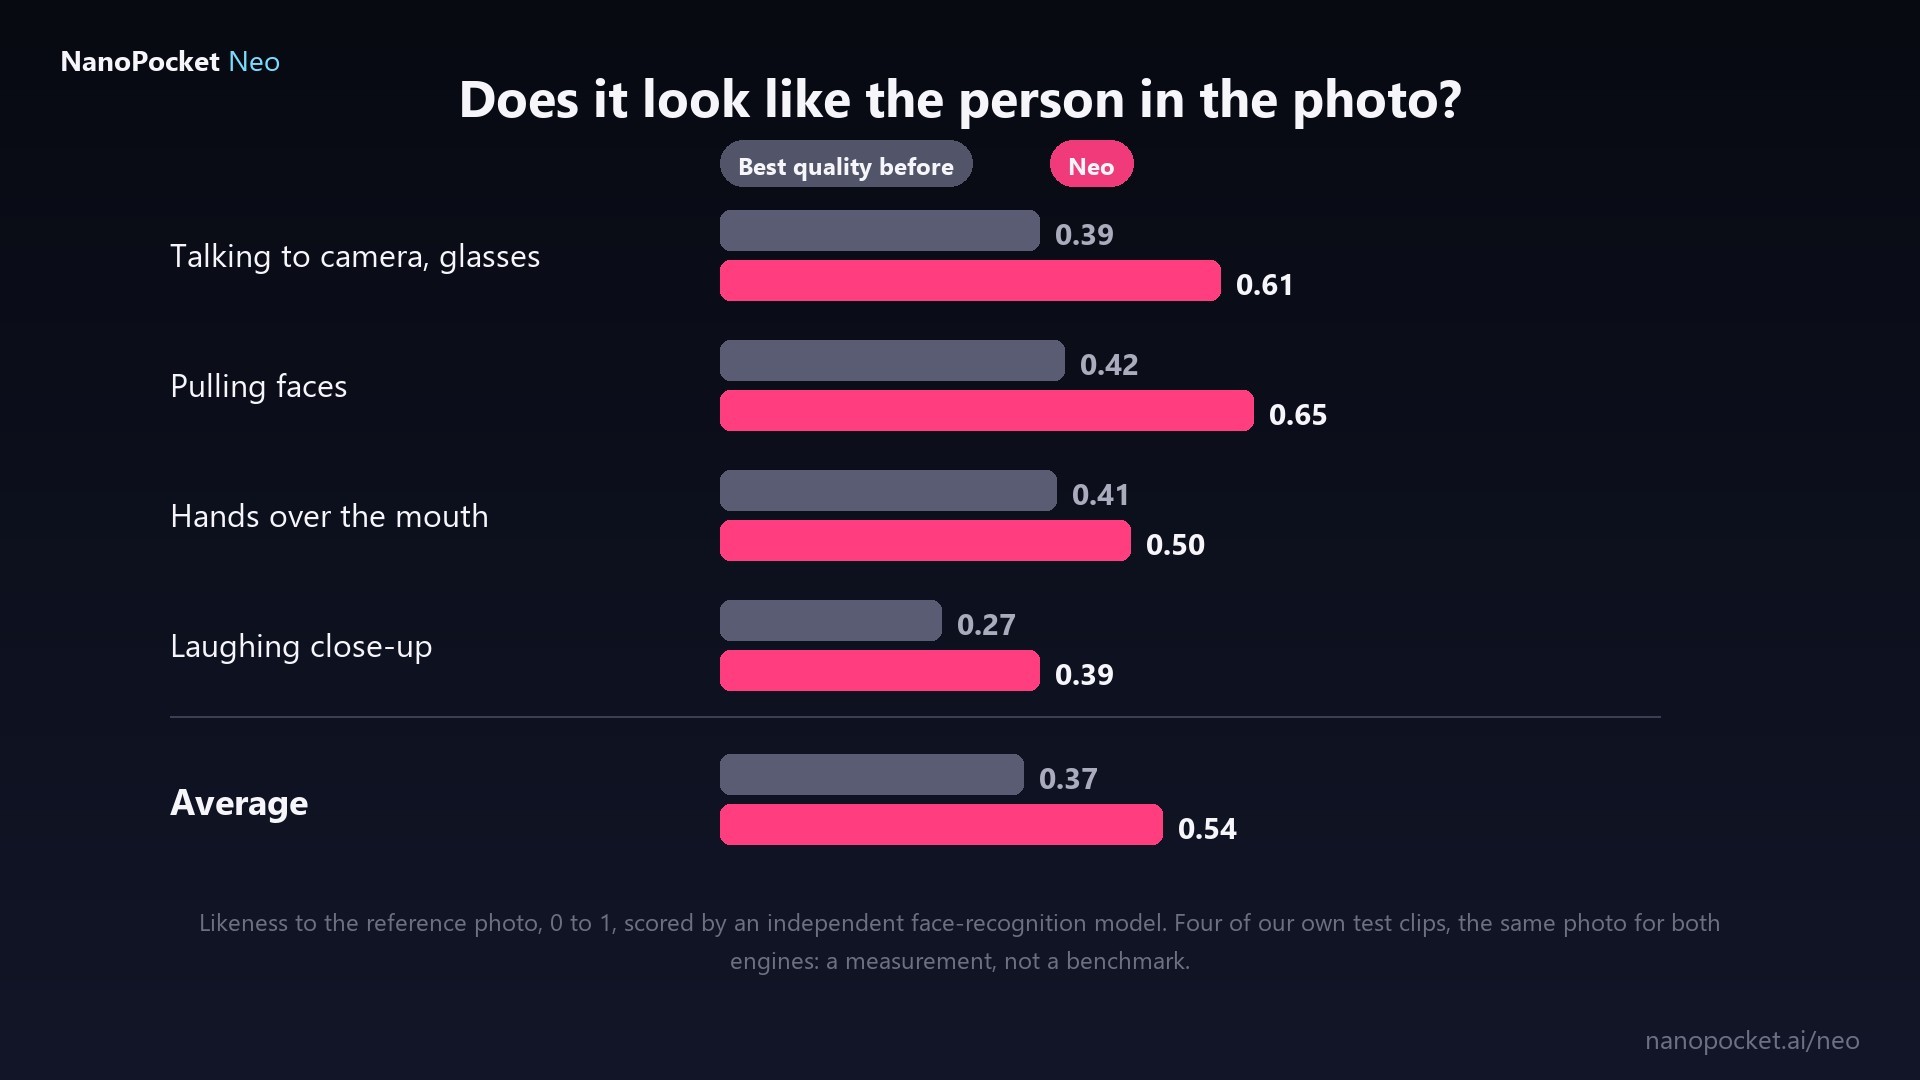 NanoPocket Neo
Does it look like the person in the photo?
Best quality before
Neo
Talking to camera, glasses
0.39
0.61
Pulling faces
0.42
0.65
Hands over the mouth
0.41
0.50
Laughing close-up
0.27
0.39
Average
0.37
0.54
Likeness to the reference photo, 0 to 1, scored by an independent face-recognition model. Four of our own test clips, the same photo for both
engines: a measurement, not a benchmark.
nanopocket.ai/neo